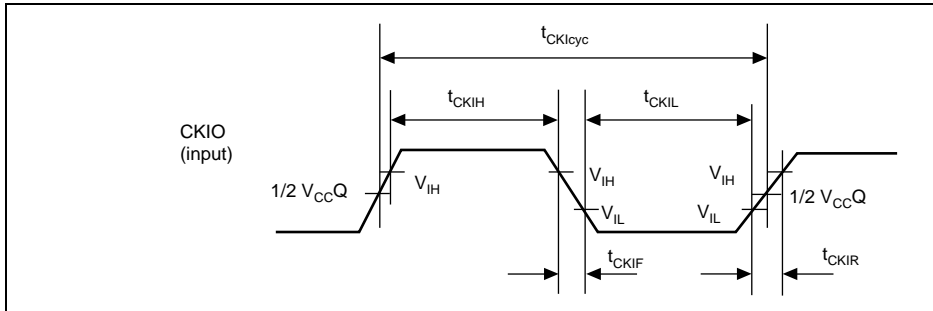 tCKIcyc
tCKIH
tCKIL
CKIO
(input)
VIH
VIH
VIH
1/2 VCCQ
1/2 VCCQ
VIL
VIL
tCKIF
tCKIR